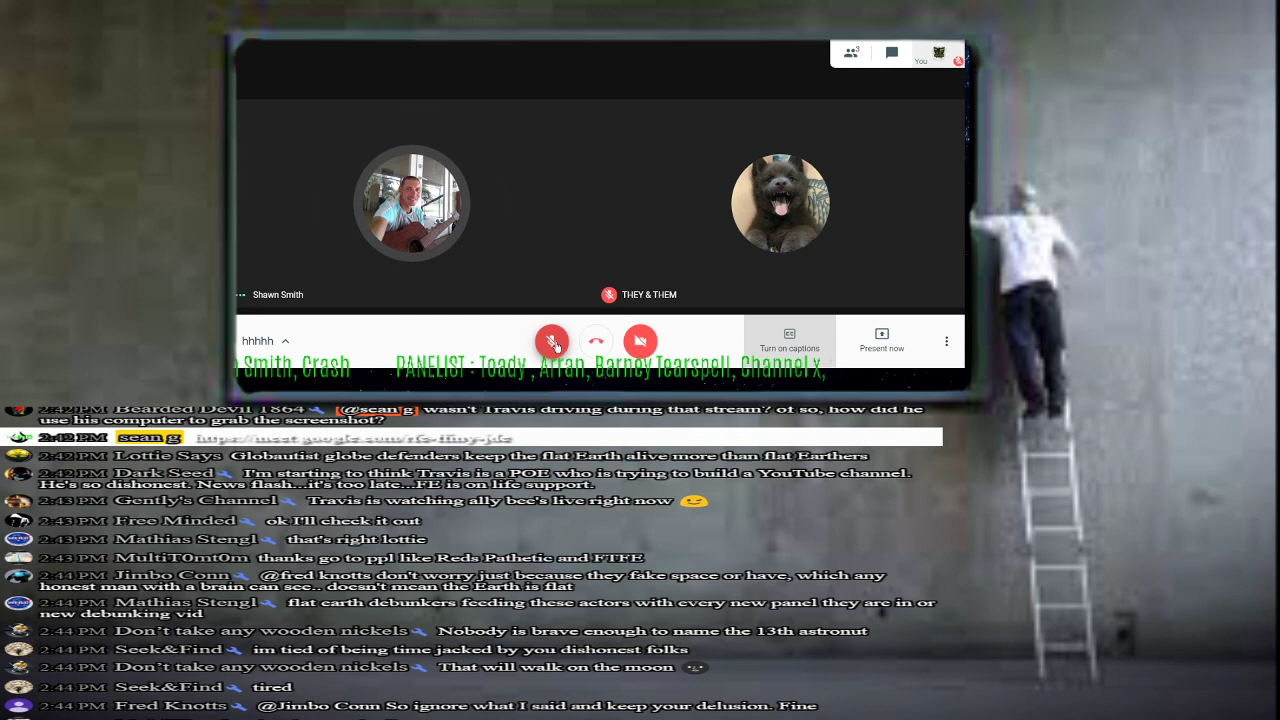 3
You
Shawn Smith
THEY & THEM
hhhhh
Turn on captions
Present now
Smith, Crash PANELIST : Toady , Arran, Barney Tearspell, Channel x,
2:42 PM Bearded Devil 1864 @sean g wasn't Travis driving during that stream? of so, how did he
use his computer to grab the screenshot?
2:42 PM sean g https://meet.google.com/
2:42 PM Lottie Says Globautist globe defenders keep the flat Earth alive more than flat Earthers
2:42 PM Dark Seed I'm starting to think Travis is a POE who is trying to build a YouTube channel.
He's so dishonest. News flash...it's too late...FE is on life support.
2:43 PM Gently's Channel Travis is watching ally bee's live right now 😉
2:43 PM Free Minded ok I'll check it out
2:43 PM Mathias Stengl that's right lottie
2:43 PM MultiT0mt0m thanks go to ppl like Reds Pathetic and FTFE
2:44 PM Jimbo Conn @fred knotts don't worry just because they fake space or have, which any
honest man with a brain can see.. doesn't mean the Earth is flat
2:44 PM Mathias Stengl flat earth debunkers feeding these actors with every new panel they are in or
new debunking vid
2:44 PM Don't take any wooden nickels Nobody is brave enough to name the 13th astronut
2:44 PM Seek&Find im tied of being time jacked by you dishonest folks
2:44 PM Don't take any wooden nickels That will walk on the moon 🌚
2:44 PM Seek&Find tired
2:44 PM Fred Knotts @Jimbo Conn So ignore what I said and keep your delusion. Fine